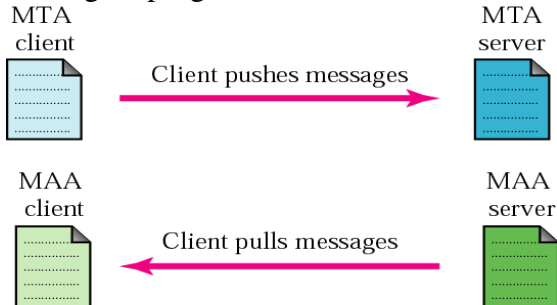 MTA
client
MTA
server
Client pushes messages
MAA
client
MAA
server
Client pulls messages